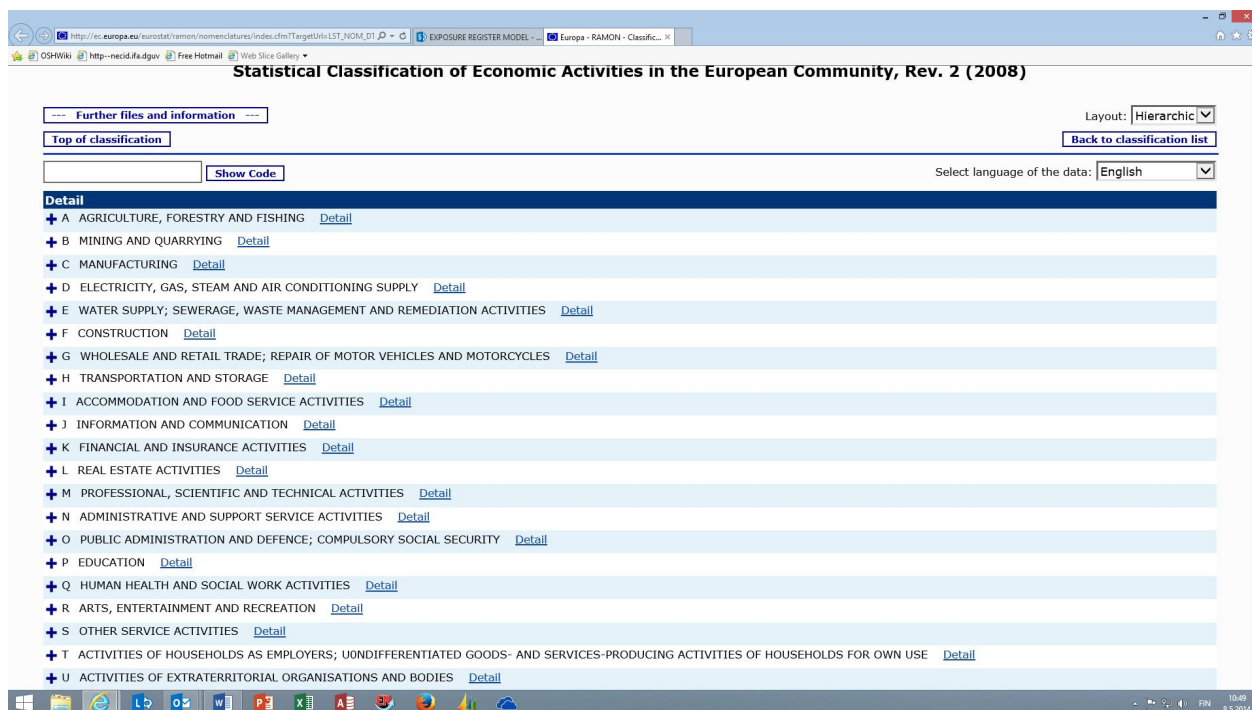 http://ec.europa.eu/eurostat/ramon/nomenclatures/index.cfm?TargetUrl=LST_NOM_D1 EXPOSURE REGISTER MODEL - ... Europa - RAMON - Classific...
OSHWiki http--necid.ifa.dguv Free Hotmail Web Slice Gallery
Statistical Classification of Economic Activities in the European Community, Rev. 2 (2008)
--- Further files and information --- Layout: Hierarchic
Top of classification Back to classification list
Show Code Select language of the data: English
Detail
A AGRICULTURE, FORESTRY AND FISHING Detail
B MINING AND QUARRYING Detail
C MANUFACTURING Detail
D ELECTRICITY, GAS, STEAM AND AIR CONDITIONING SUPPLY Detail
E WATER SUPPLY; SEWERAGE, WASTE MANAGEMENT AND REMEDIATION ACTIVITIES Detail
F CONSTRUCTION Detail
G WHOLESALE AND RETAIL TRADE; REPAIR OF MOTOR VEHICLES AND MOTORCYCLES Detail
H TRANSPORTATION AND STORAGE Detail
I ACCOMMODATION AND FOOD SERVICE ACTIVITIES Detail
J INFORMATION AND COMMUNICATION Detail
K FINANCIAL AND INSURANCE ACTIVITIES Detail
L REAL ESTATE ACTIVITIES Detail
M PROFESSIONAL, SCIENTIFIC AND TECHNICAL ACTIVITIES Detail
N ADMINISTRATIVE AND SUPPORT SERVICE ACTIVITIES Detail
O PUBLIC ADMINISTRATION AND DEFENCE; COMPULSORY SOCIAL SECURITY Detail
P EDUCATION Detail
Q HUMAN HEALTH AND SOCIAL WORK ACTIVITIES Detail
R ARTS, ENTERTAINMENT AND RECREATION Detail
S OTHER SERVICE ACTIVITIES Detail
T ACTIVITIES OF HOUSEHOLDS AS EMPLOYERS; U0NDIFFERENTIATED GOODS- AND SERVICES-PRODUCING ACTIVITIES OF HOUSEHOLDS FOR OWN USE Detail
U ACTIVITIES OF EXTRATERRITORIAL ORGANISATIONS AND BODIES Detail
FIN 10:49
8.5.2014